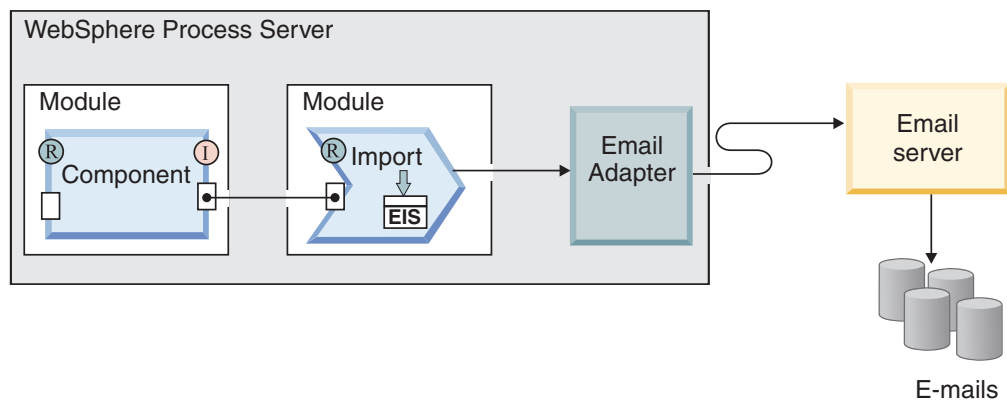 WebSphere Process Server
Module
Module
R
I
Component
R
Import
EIS
Email
Adapter
Email
server
E-mails